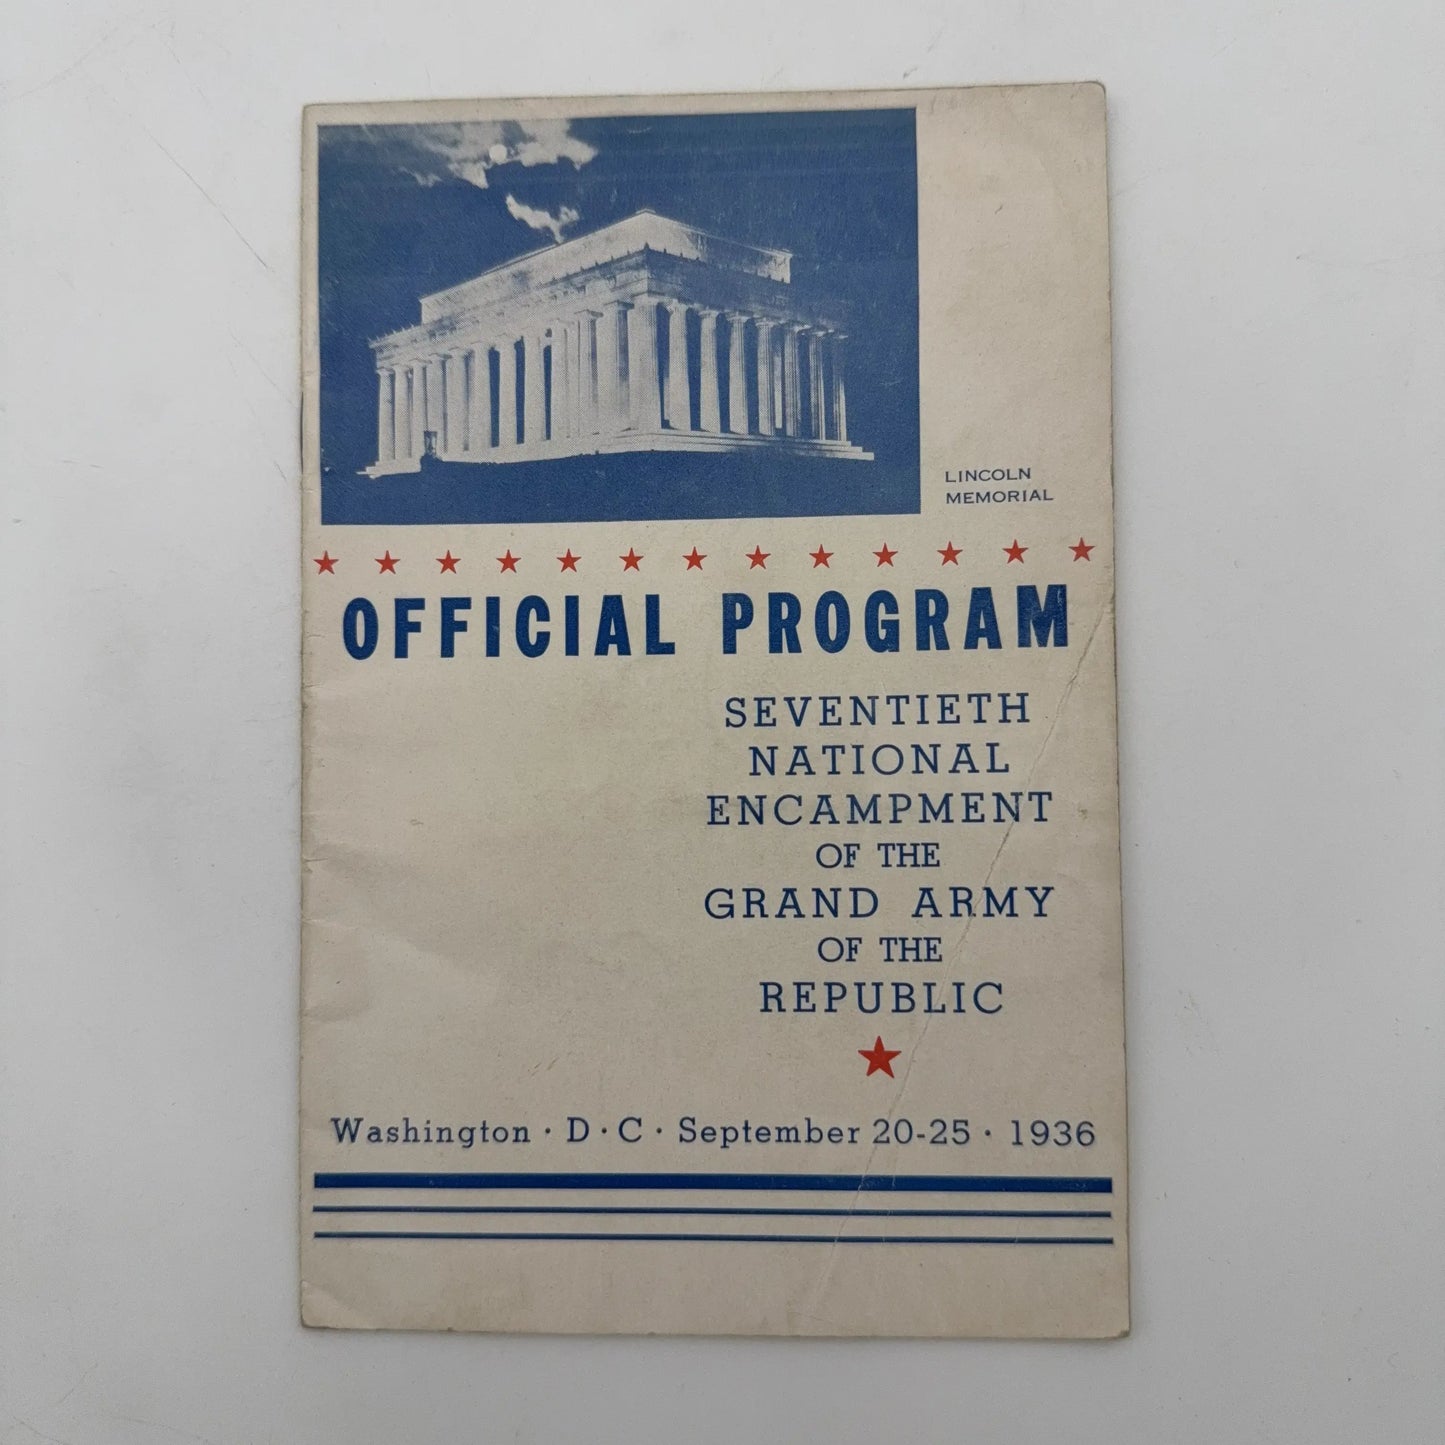 LINCOLN
MEMORIAL
OFFICIAL PROGRAM
SEVENTIETH
NATIONAL
ENCAMPMENT
OF THE
GRAND ARMY
OF THE
REPUBLIC
Washington · D · C · September 20-25 · 1936